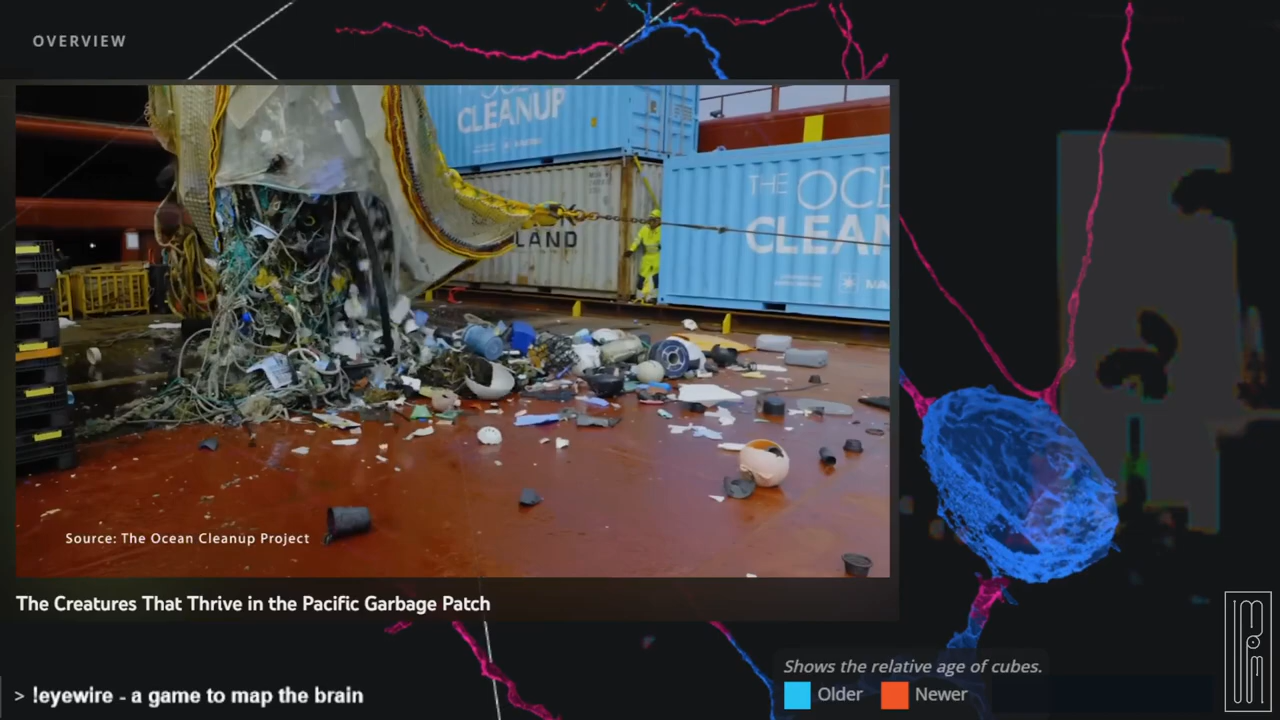 OVERVIEW
CLEANUP
THE OCE
CLEAN
LAND
Source: The Ocean Cleanup Project
The Creatures That Thrive in the Pacific Garbage Patch
Shows the relative age of cubes.
Older
Newer
> !eyewire - a game to map the brain